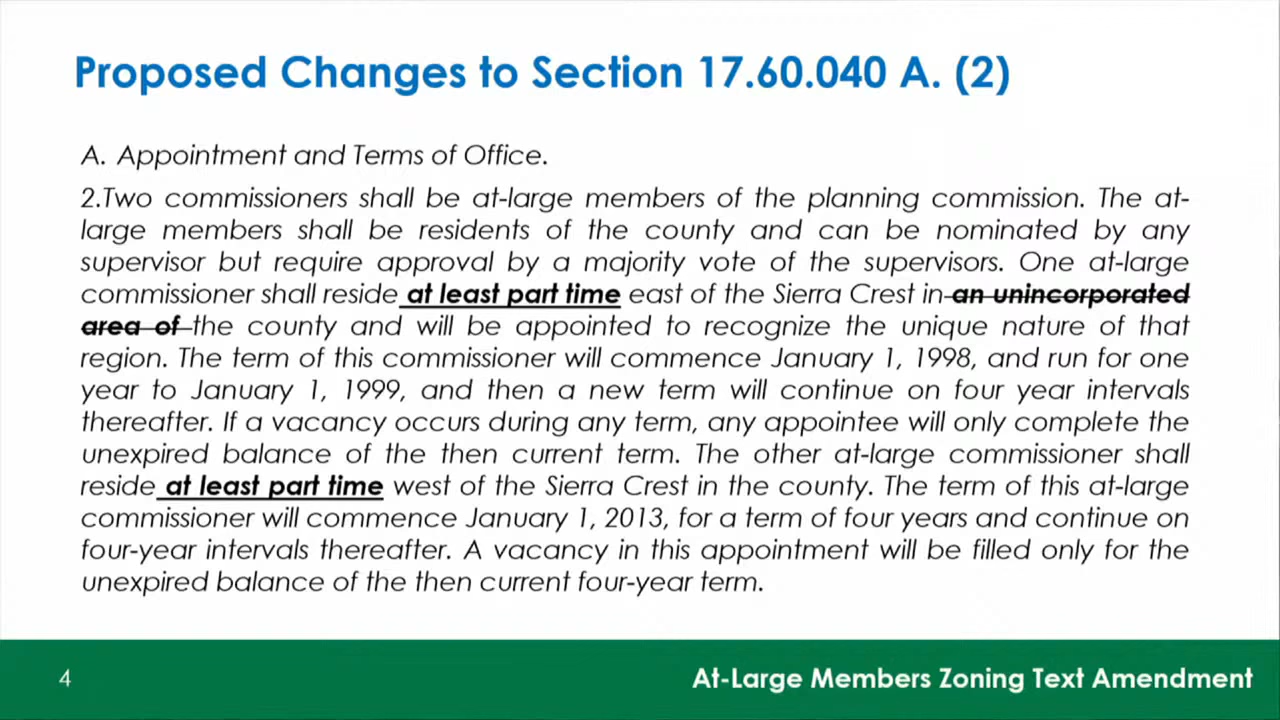 Proposed Changes to Section 17.60.040 A. (2)
A. Appointment and Terms of Office.
2.Two commissioners shall be at-large members of the planning commission. The at-
large members shall be residents of the county and can be nominated by any
supervisor but require approval by a majority vote of the supervisors. One at-large
commissioner shall reside at least part time east of the Sierra Crest in an unincorporated
area of the county and will be appointed to recognize the unique nature of that
region. The term of this commissioner will commence January 1, 1998, and run for one
year to January 1, 1999, and then a new term will continue on four year intervals
thereafter. If a vacancy occurs during any term, any appointee will only complete the
unexpired balance of the then current term. The other at-large commissioner shall
reside at least part time west of the Sierra Crest in the county. The term of this at-large
commissioner will commence January 1, 2013, for a term of four years and continue on
four-year intervals thereafter. A vacancy in this appointment will be filled only for the
unexpired balance of the then current four-year term.
4
At-Large Members Zoning Text Amendment